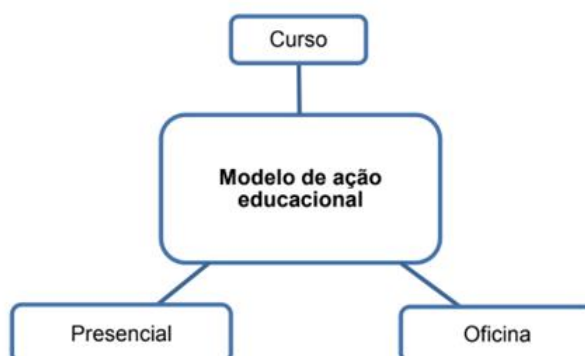 Curso
Modelo de ação
educacional
Presencial
Oficina